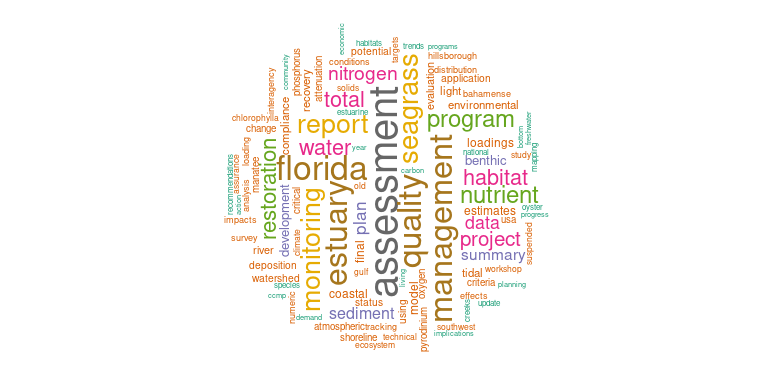 economic
habitats
trends
programs
targets
potential
hillsborough
phosphorus
community
interagency
recovery
attenuation
conditions
nitrogen
solids
seagrass
evaluation
distribution
application
light
bahamense
total
environmental
chlorophylla
change
compliance
report
estuarine
assessment
program
loadings
bottom
freshwater
water
year
national
benthic
study
mapping
recommendations
assurance
action
analysis
loading
manatee
restoration
florida
carbon
quality
management
habitat
nutrient
old
development
critical
climate
monitoring
estuary
plan
estimates
oyster
progress
data
usa
impacts
survey
river
final
project
suspended
summary
deposition
gulf
living
tidal
workshop
watershed
species
ccmp
numeric
coastal
status
model
oxygen
using
criteria
planning
effects
creeks
update
demand
sediment
atmospheric
tracking
pyrodinium
southwest
implications
shoreline
technical
ecosystem